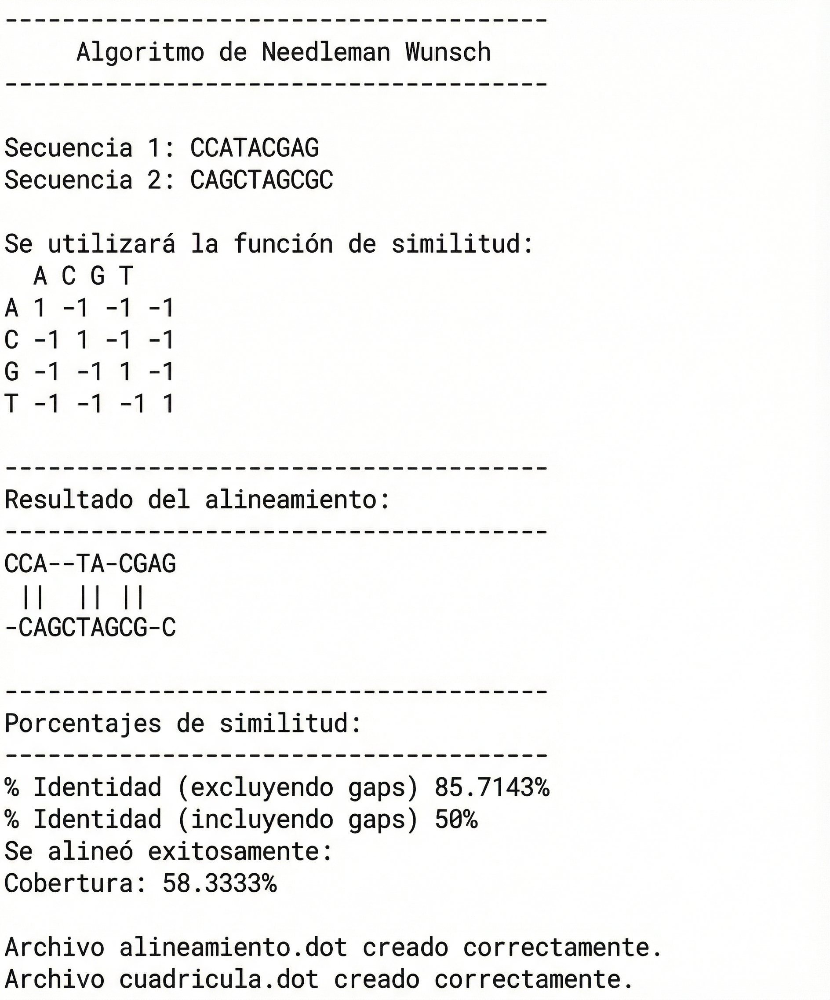 --------------------------------------
     Algoritmo de Needleman Wunsch
--------------------------------------
Secuencia 1: CCATACGAG
Secuencia 2: CAGCTAGCGC
Se utilizará la función de similitud:
  A C G T
A 1 -1 -1 -1
C -1 1 -1 -1
G -1 -1 1 -1
T -1 -1 -1 1
--------------------------------------
Resultado del alineamiento:
--------------------------------------
CCA--TA-CGAG
 ||  || ||
-CAGCTAGCG-C
--------------------------------------
Porcentajes de similitud:
--------------------------------------
% Identidad (excluyendo gaps) 85.7143%
% Identidad (incluyendo gaps) 50%
Se alineó exitosamente:
Cobertura: 58.3333%
Archivo alineamiento.dot creado correctamente.
Archivo cuadricula.dot creado correctamente.